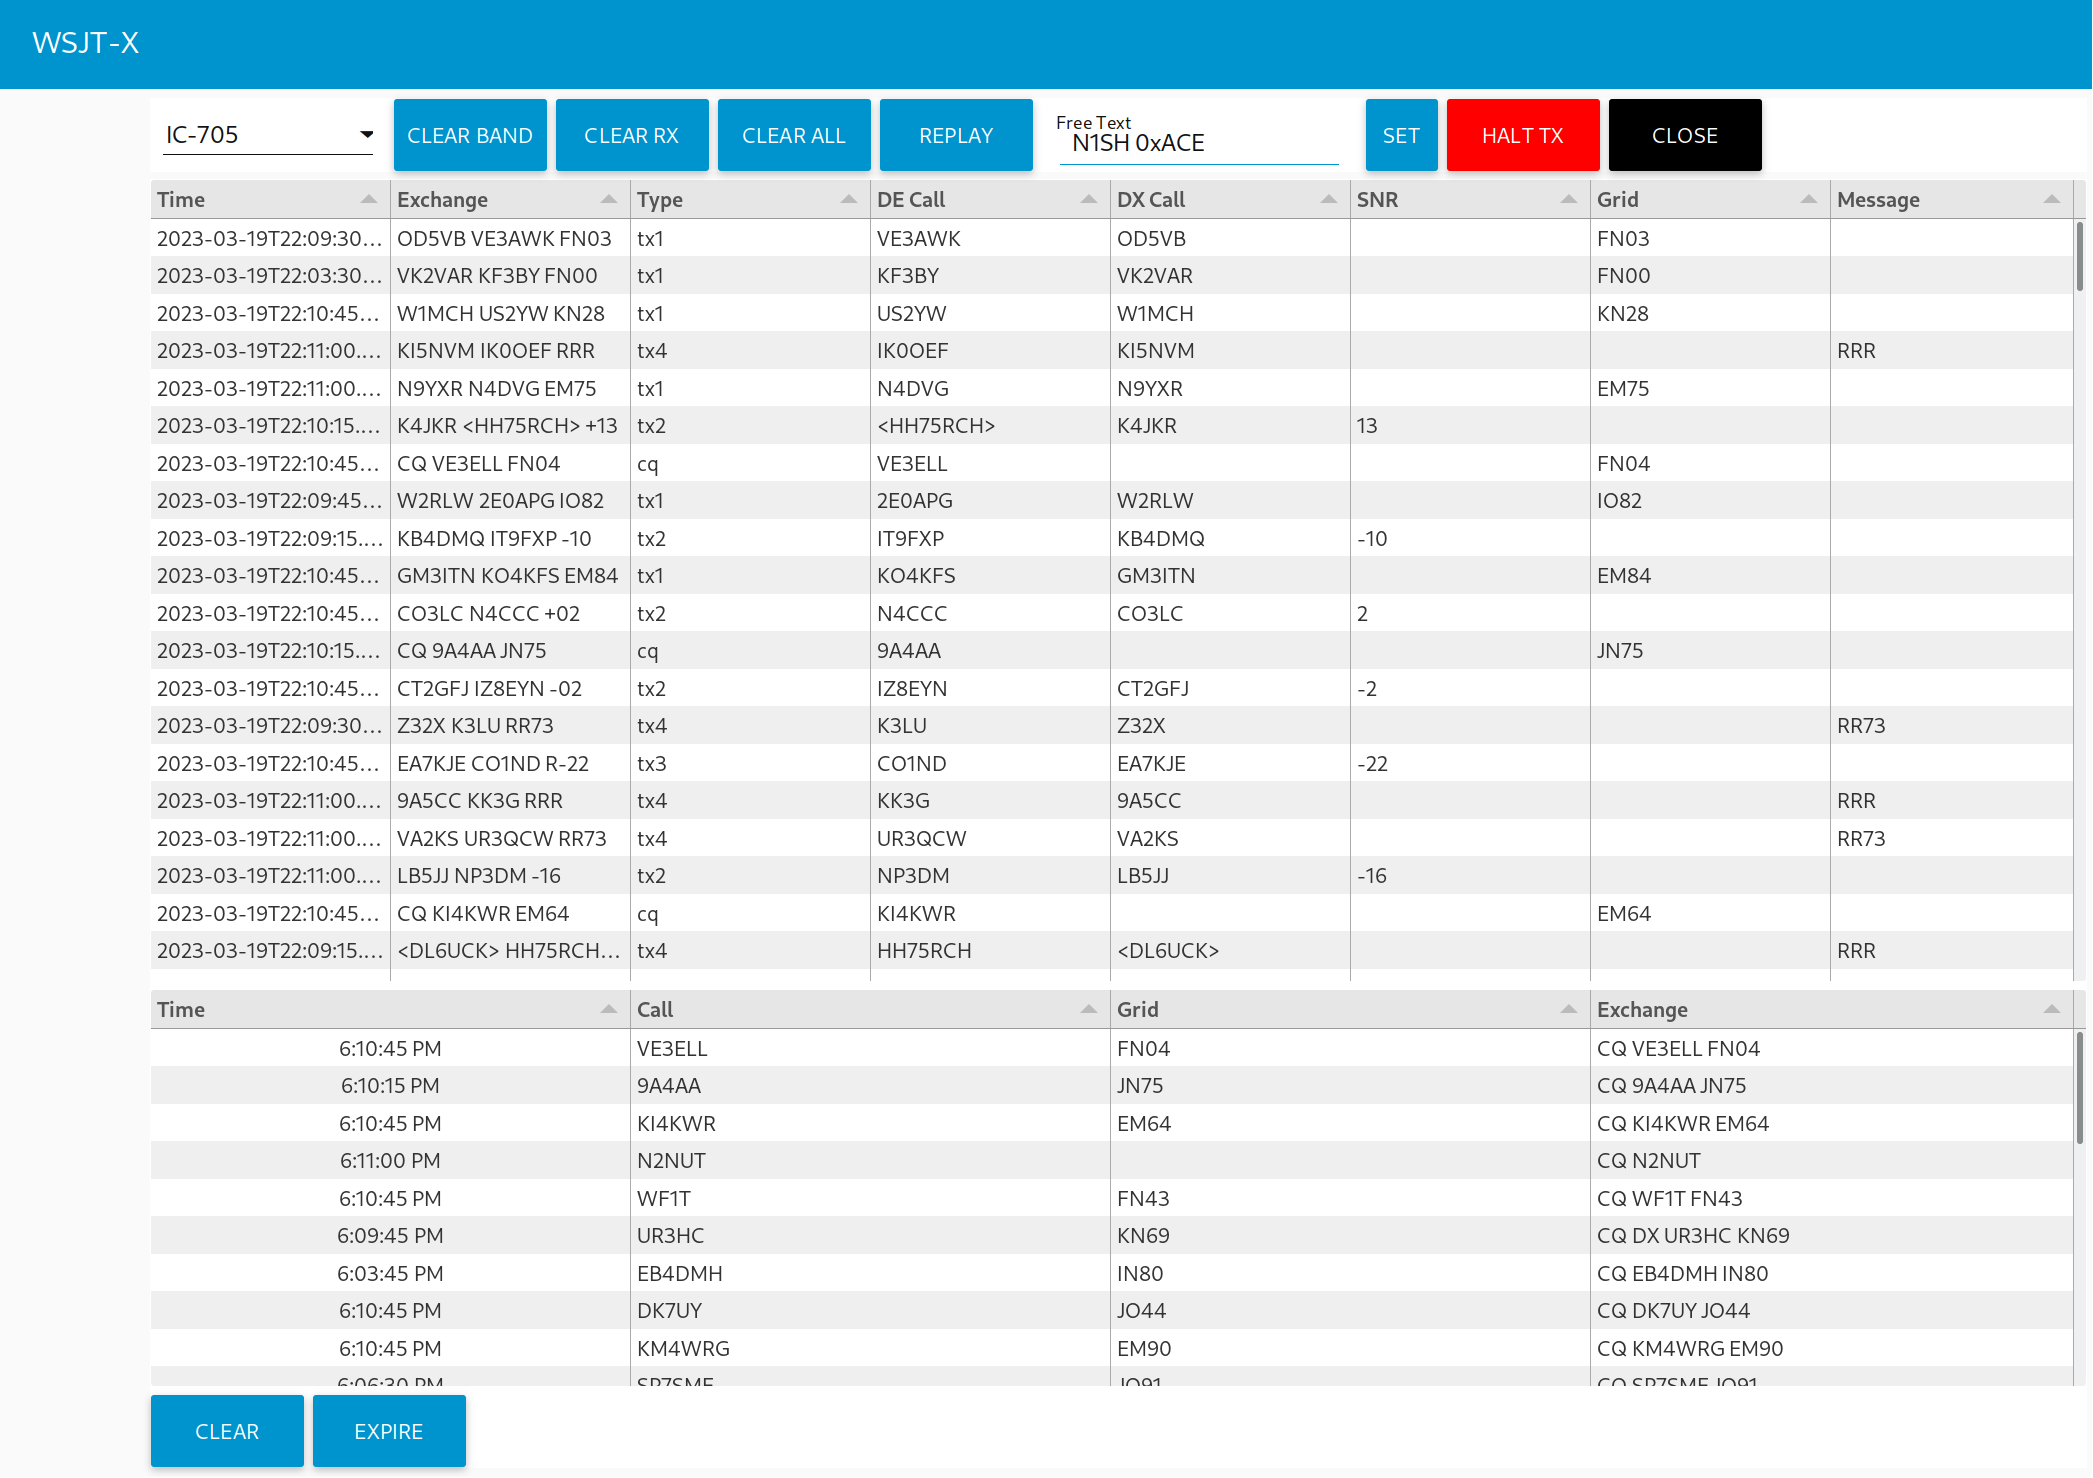 WSJT-X
IC-705 CLEAR BAND CLEAR RX CLEAR ALL REPLAY Free Text N1SH 0xACE SET HALT TX CLOSE
Time Exchange Type DE Call DX Call SNR Grid Message
2023-03-19T22:09:30... OD5VB VE3AWK FN03 tx1 VE3AWK OD5VB FN03
2023-03-19T22:03:30... VK2VAR KF3BY FN00 tx1 KF3BY VK2VAR FN00
2023-03-19T22:10:45... W1MCH US2YW KN28 tx1 US2YW W1MCH KN28
2023-03-19T22:11:00.... KI5NVM IK0OEF RRR tx4 IK0OEF KI5NVM RRR
2023-03-19T22:11:00.... N9YXR N4DVG EM75 tx1 N4DVG N9YXR EM75
2023-03-19T22:10:15.... K4JKR <HH75RCH> +13 tx2 <HH75RCH> K4JKR 13
2023-03-19T22:10:45... CQ VE3ELL FN04 cq VE3ELL FN04
2023-03-19T22:09:45... W2RLW 2E0APG IO82 tx1 2E0APG W2RLW IO82
2023-03-19T22:09:15.... KB4DMQ IT9FXP -10 tx2 IT9FXP KB4DMQ -10
2023-03-19T22:10:45... GM3ITN KO4KFS EM84 tx1 KO4KFS GM3ITN EM84
2023-03-19T22:10:45... CO3LC N4CCC +02 tx2 N4CCC CO3LC 2
2023-03-19T22:10:15.... CQ 9A4AA JN75 cq 9A4AA JN75
2023-03-19T22:10:45... CT2GFJ IZ8EYN -02 tx2 IZ8EYN CT2GFJ -2
2023-03-19T22:09:30... Z32X K3LU RR73 tx4 K3LU Z32X RR73
2023-03-19T22:10:45... EA7KJE CO1ND R-22 tx3 CO1ND EA7KJE -22
2023-03-19T22:11:00.... 9A5CC KK3G RRR tx4 KK3G 9A5CC RRR
2023-03-19T22:11:00.... VA2KS UR3QCW RR73 tx4 UR3QCW VA2KS RR73
2023-03-19T22:11:00.... LB5JJ NP3DM -16 tx2 NP3DM LB5JJ -16
2023-03-19T22:10:45... CQ KI4KWR EM64 cq KI4KWR EM64
2023-03-19T22:09:15.... <DL6UCK> HH75RCH... tx4 HH75RCH <DL6UCK> RRR
Time Call Grid Exchange
6:10:45 PM VE3ELL FN04 CQ VE3ELL FN04
6:10:15 PM 9A4AA JN75 CQ 9A4AA JN75
6:10:45 PM KI4KWR EM64 CQ KI4KWR EM64
6:11:00 PM N2NUT CQ N2NUT
6:10:45 PM WF1T FN43 CQ WF1T FN43
6:09:45 PM UR3HC KN69 CQ DX UR3HC KN69
6:03:45 PM EB4DMH IN80 CQ EB4DMH IN80
6:10:45 PM DK7UY JO44 CQ DK7UY JO44
6:10:45 PM KM4WRG EM90 CQ KM4WRG EM90
6:06:30 PM SP7SME JO91 CQ SP7SME JO91
CLEAR EXPIRE